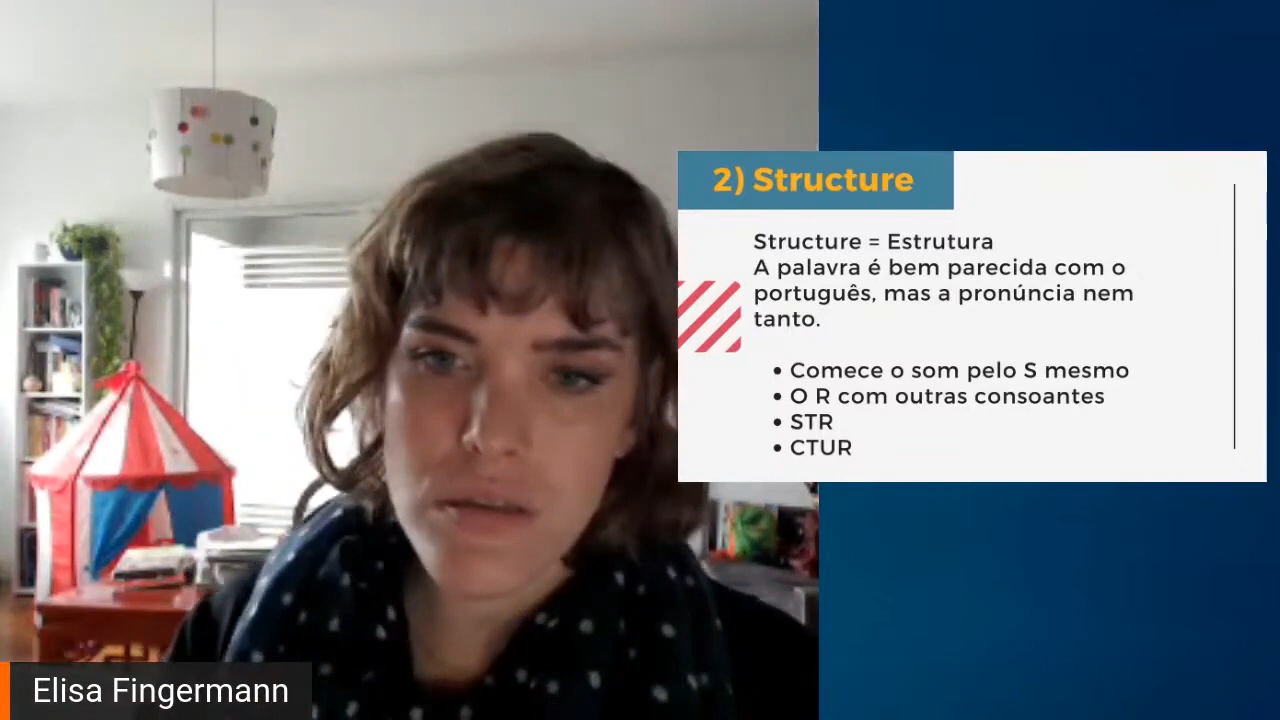 2) Structure
Structure = Estrutura
A palavra é bem parecida com o
português, mas a pronúncia nem
tanto.
• Comece o som pelo S mesmo
• O R com outras consoantes
• STR
• CTUR
Elisa Fingermann